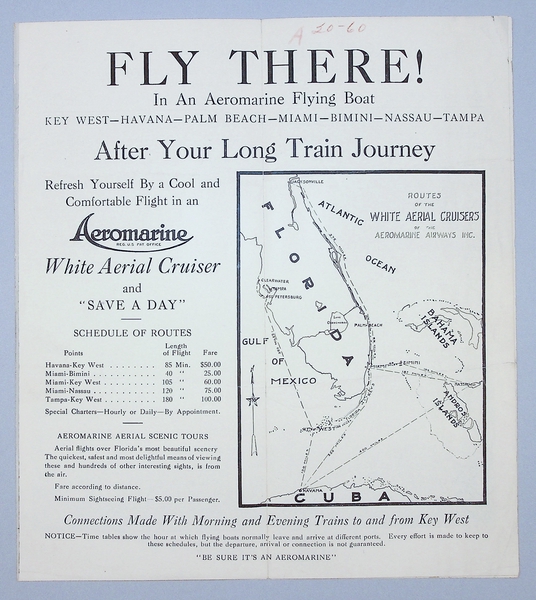 A 20-60
FLY THERE!
In An Aeromarine Flying Boat
KEY WEST—HAVANA—PALM BEACH—MIAMI—BIMINI—NASSAU—TAMPA
After Your Long Train Journey
Refresh Yourself By a Cool and
Comfortable Flight in an
Aeromarine
REG. U.S. PAT. OFFICE
White Aerial Cruiser
and
"SAVE A DAY"
SCHEDULE OF ROUTES
Points Length of Flight Fare
Havana-Key West . . . . . . . . 85 Min. $50.00
Miami-Bimini . . . . . . . . . 40 " 25.00
Miami-Key West . . . . . . . . 105 " 60.00
Miami-Nassau . . . . . . . . . 120 " 75.00
Tampa-Key West . . . . . . . . 180 " 100.00
Special Charters—Hourly or Daily—By Appointment.
AEROMARINE AERIAL SCENIC TOURS
Aerial flights over Florida's most beautiful scenery
The quickest, safest and most delightful means of viewing
these and hundreds of other interesting sights, is from
the air.
Fare according to distance.
Minimum Sightseeing Flight—$5.00 per Passenger.
ROUTES
OF THE
WHITE AERIAL CRUISERS
OF THE
AEROMARINE AIRWAYS INC.
JACKSONVILLE
ATLANTIC
OCEAN
FLORIDA
CLEARWATER
ST PETERSBURG
PALM BEACH
GULF
OF
MEXICO
BAHAMA
ISLANDS
BIMINI
ANDROS
ISLANDS
KEY WEST
HAVANA
CUBA
Connections Made With Morning and Evening Trains to and from Key West
NOTICE—Time tables show the hour at which flying boats normally leave and arrive at different ports. Every effort is made to keep to
these schedules, but the departure, arrival or connection is not guaranteed.
"BE SURE IT'S AN AEROMARINE"